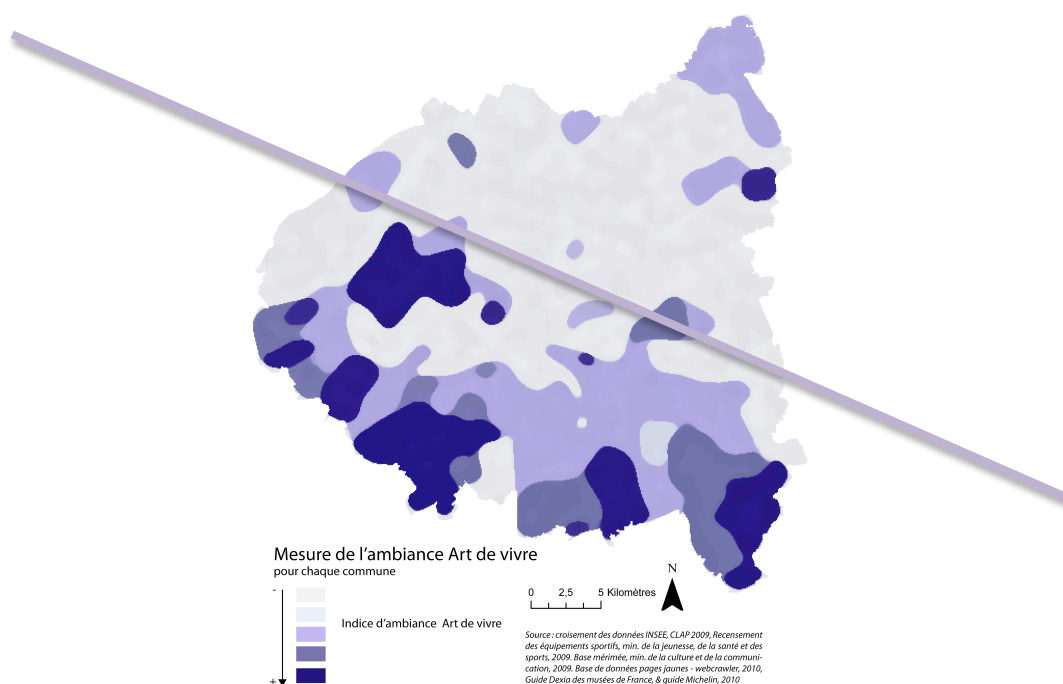 Mesure de l'ambiance Art de vivre
pour chaque commune
-
Indice d'ambiance Art de vivre
+
N
0 2,5 5 Kilomètres
Source : croisement des données INSEE, CLAP 2009, Recensement
des équipements sportifs, min. de la jeunesse, de la santé et des
sports, 2009. Base mérimée, min. de la culture et de la communi-
cation, 2009. Base de données pages jaunes - webcrawler, 2010,
Guide Dexia des musées de France, & guide Michelin, 2010